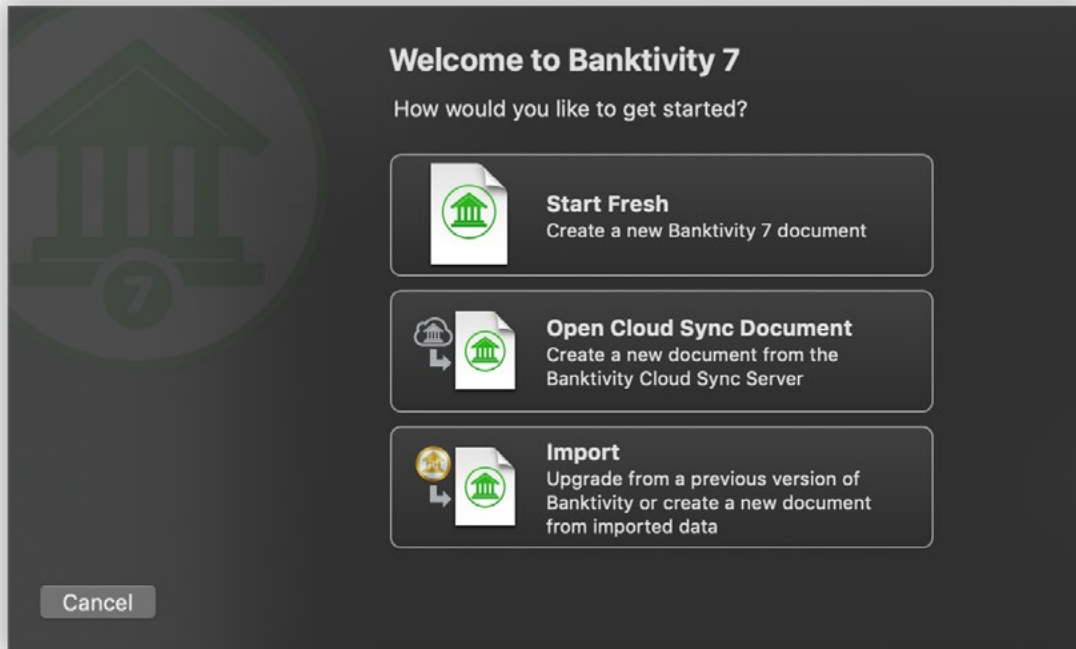 Welcome to Banktivity 7
How would you like to get started?
Start Fresh
Create a new Banktivity 7 document
Open Cloud Sync Document
Create a new document from the
Banktivity Cloud Sync Server
Import
Upgrade from a previous version of
Banktivity or create a new document
from imported data
7
Cancel